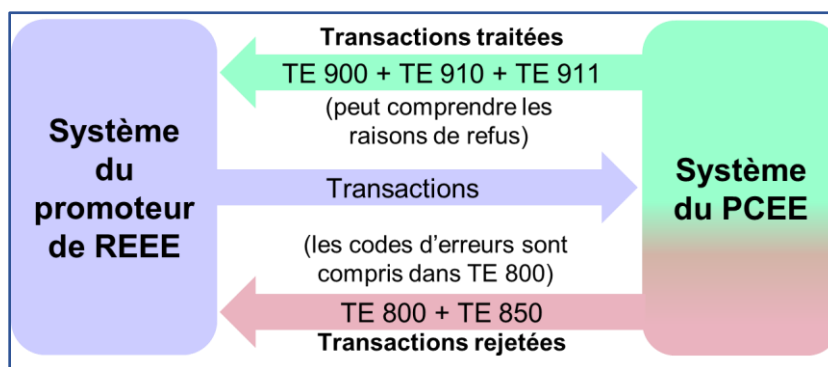 Transactions traitées
TE 900 + TE 910 + TE 911
(peut comprendre les
raisons de refus)
Système
du
promoteur
de REEE
Transactions
Système
du PCEE
(les codes d’erreurs sont
compris dans TE 800)
TE 800 + TE 850
Transactions rejetées